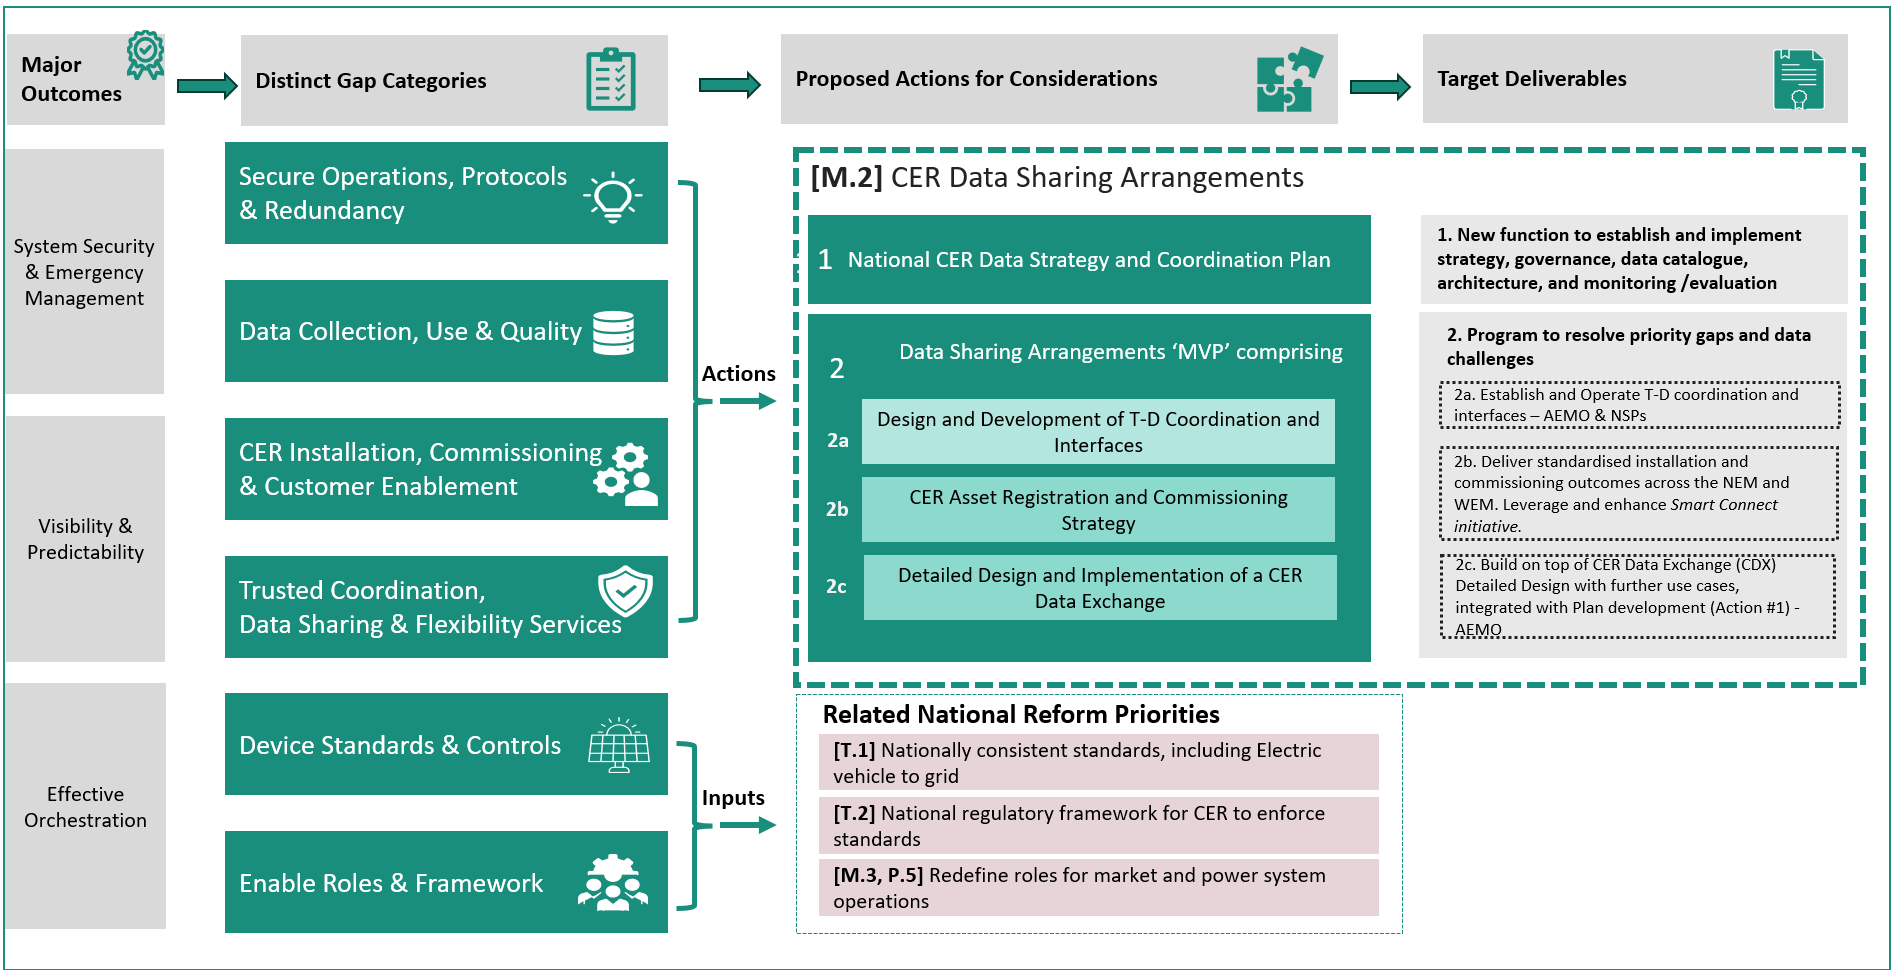 Major
Outcomes
Distinct Gap Categories
Proposed Actions for Considerations
Target Deliverables
System Security
& Emergency
Management
Visibility &
Predictability
Effective
Orchestration
Secure Operations, Protocols
& Redundancy
Data Collection, Use & Quality
CER Installation, Commissioning
& Customer Enablement
Trusted Coordination,
Data Sharing & Flexibility Services
Device Standards & Controls
Enable Roles & Framework
Actions
Inputs
[M.2] CER Data Sharing Arrangements
1 National CER Data Strategy and Coordination Plan
2 Data Sharing Arrangements ‘MVP’ comprising
2a Design and Development of T-D Coordination and
Interfaces
2b CER Asset Registration and Commissioning
Strategy
2c Detailed Design and Implementation of a CER
Data Exchange
1. New function to establish and implement
strategy, governance, data catalogue,
architecture, and monitoring /evaluation
2. Program to resolve priority gaps and data
challenges
2a. Establish and Operate T-D coordination and
interfaces – AEMO & NSPs
2b. Deliver standardised installation and
commissioning outcomes across the NEM and
WEM. Leverage and enhance Smart Connect
initiative.
2c. Build on top of CER Data Exchange (CDX)
Detailed Design with further use cases,
integrated with Plan development (Action #1) -
AEMO
Related National Reform Priorities
[T.1] Nationally consistent standards, including Electric
vehicle to grid
[T.2] National regulatory framework for CER to enforce
standards
[M.3, P.5] Redefine roles for market and power system
operations